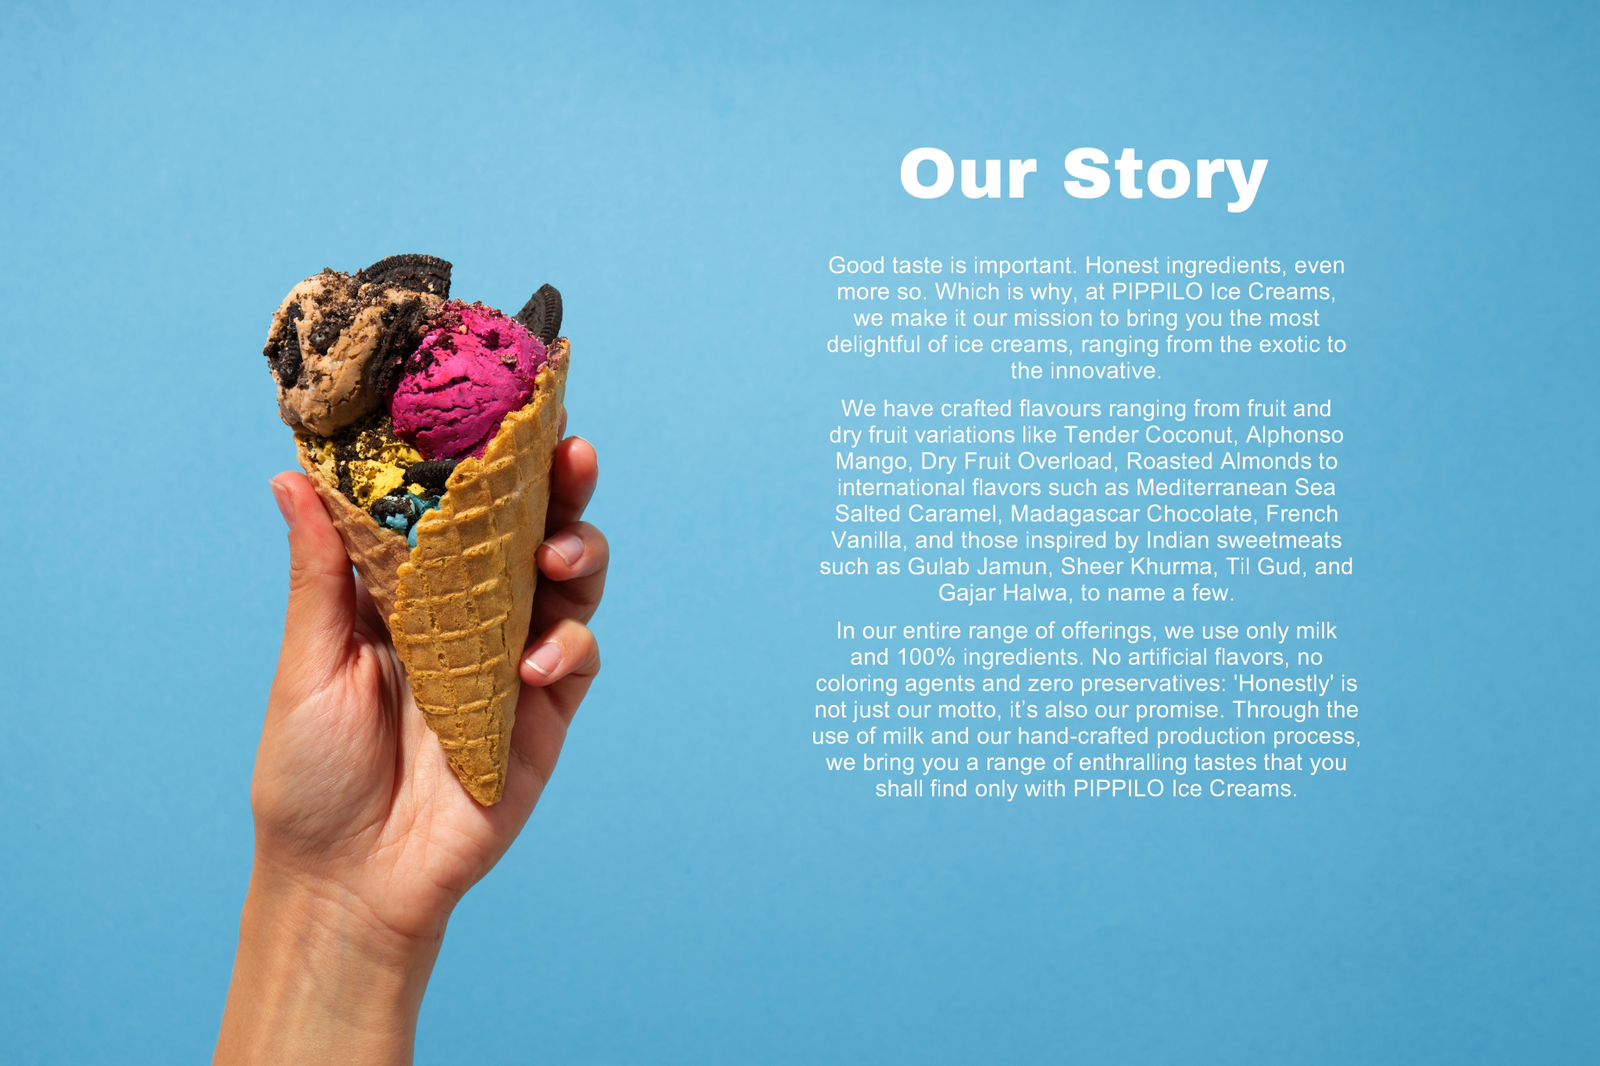 Our Story
Good taste is important. Honest ingredients, even
more so. Which is why, at PIPPILO Ice Creams,
we make it our mission to bring you the most
delightful of ice creams, ranging from the exotic to
the innovative.
We have crafted flavours ranging from fruit and
dry fruit variations like Tender Coconut, Alphonso
Mango, Dry Fruit Overload, Roasted Almonds to
international flavors such as Mediterranean Sea
Salted Caramel, Madagascar Chocolate, French
Vanilla, and those inspired by Indian sweetmeats
such as Gulab Jamun, Sheer Khurma, Til Gud, and
Gajar Halwa, to name a few.
In our entire range of offerings, we use only milk
and 100% ingredients. No artificial flavors, no
coloring agents and zero preservatives: 'Honestly' is
not just our motto, it’s also our promise. Through the
use of milk and our hand-crafted production process,
we bring you a range of enthralling tastes that you
shall find only with PIPPILO Ice Creams.